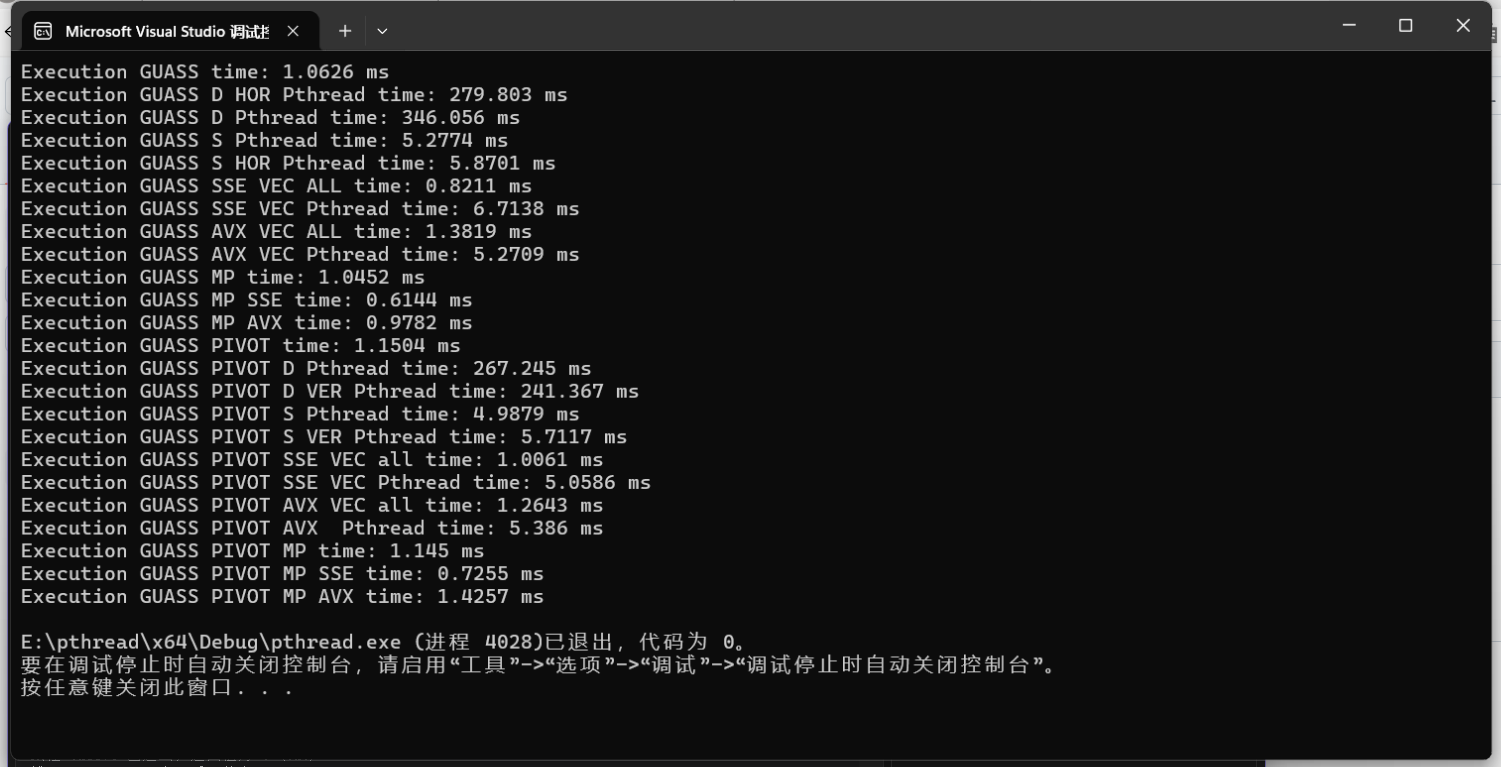 Microsoft Visual Studio 调试控
Execution GUASS time: 1.0626 ms
Execution GUASS D HOR Pthread time: 279.803 ms
Execution GUASS D Pthread time: 346.056 ms
Execution GUASS S Pthread time: 5.2774 ms
Execution GUASS S HOR Pthread time: 5.8701 ms
Execution GUASS SSE VEC ALL time: 0.8211 ms
Execution GUASS SSE VEC Pthread time: 6.7138 ms
Execution GUASS AVX VEC ALL time: 1.3819 ms
Execution GUASS AVX VEC Pthread time: 5.2709 ms
Execution GUASS MP time: 1.0452 ms
Execution GUASS MP SSE time: 0.6144 ms
Execution GUASS MP AVX time: 0.9782 ms
Execution GUASS PIVOT time: 1.1504 ms
Execution GUASS PIVOT D Pthread time: 267.245 ms
Execution GUASS PIVOT D VER Pthread time: 241.367 ms
Execution GUASS PIVOT S Pthread time: 4.9879 ms
Execution GUASS PIVOT S VER Pthread time: 5.7117 ms
Execution GUASS PIVOT SSE VEC all time: 1.0061 ms
Execution GUASS PIVOT SSE VEC Pthread time: 5.0586 ms
Execution GUASS PIVOT AVX VEC all time: 1.2643 ms
Execution GUASS PIVOT AVX  Pthread time: 5.386 ms
Execution GUASS PIVOT MP time: 1.145 ms
Execution GUASS PIVOT MP SSE time: 0.7255 ms
Execution GUASS PIVOT MP AVX time: 1.4257 ms
E:\pthread\x64\Debug\pthread.exe (进程 4028)已退出，代码为 0。
要在调试停止时自动关闭控制台，请启用“工具”->“选项”->“调试”->“调试停止时自动关闭控制台”。
按任意键关闭此窗口. . .